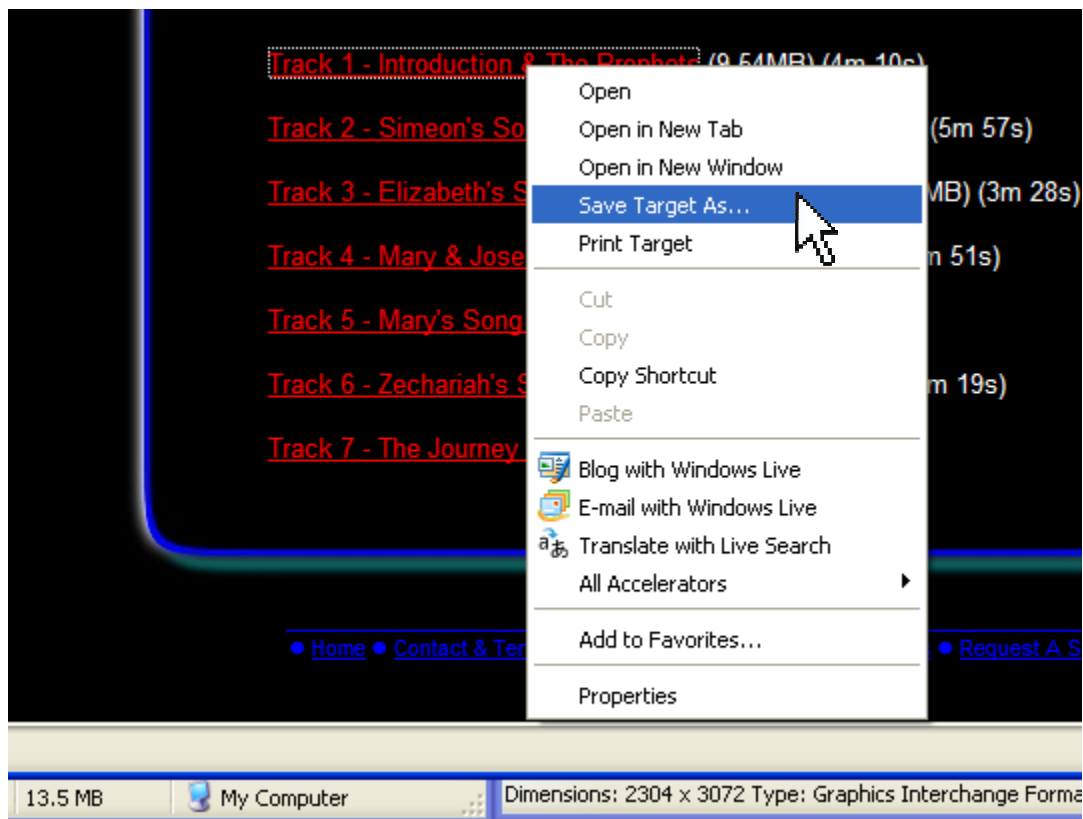 Track 1 - Introduction & The Prophets (9.54MB) (4m 10s)
Open
Track 2 - Simeon's So (5m 57s)
Open in New Tab
Open in New Window
Track 3 - Elizabeth's S MB) (3m 28s)
Save Target As...
Print Target
Track 4 - Mary & Jose m 51s)
Cut
Track 5 - Mary's Song
Copy
Copy Shortcut
Track 6 - Zechariah's S m 19s)
Paste
Track 7 - The Journey
Blog with Windows Live
E-mail with Windows Live
Translate with Live Search
All Accelerators
Add to Favorites...
Home Contact & Ter Request A S
Properties
13.5 MB My Computer Dimensions: 2304 x 3072 Type: Graphics Interchange Forma